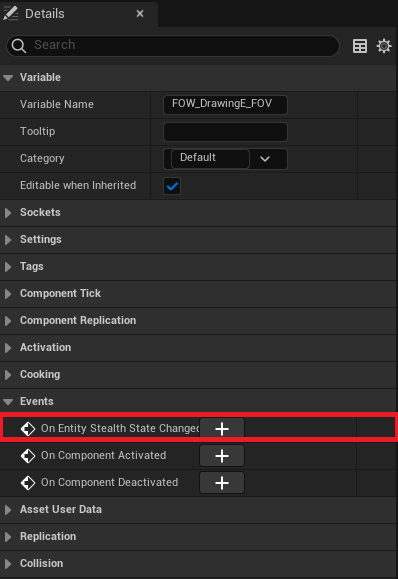 Details
Search
Variable
Variable Name FOW_DrawingE_FOV
Tooltip
Category Default
Editable when Inherited
Sockets
Settings
Tags
Component Tick
Component Replication
Activation
Cooking
Events
On Entity Stealth State Changed
On Component Activated
On Component Deactivated
Asset User Data
Replication
Collision